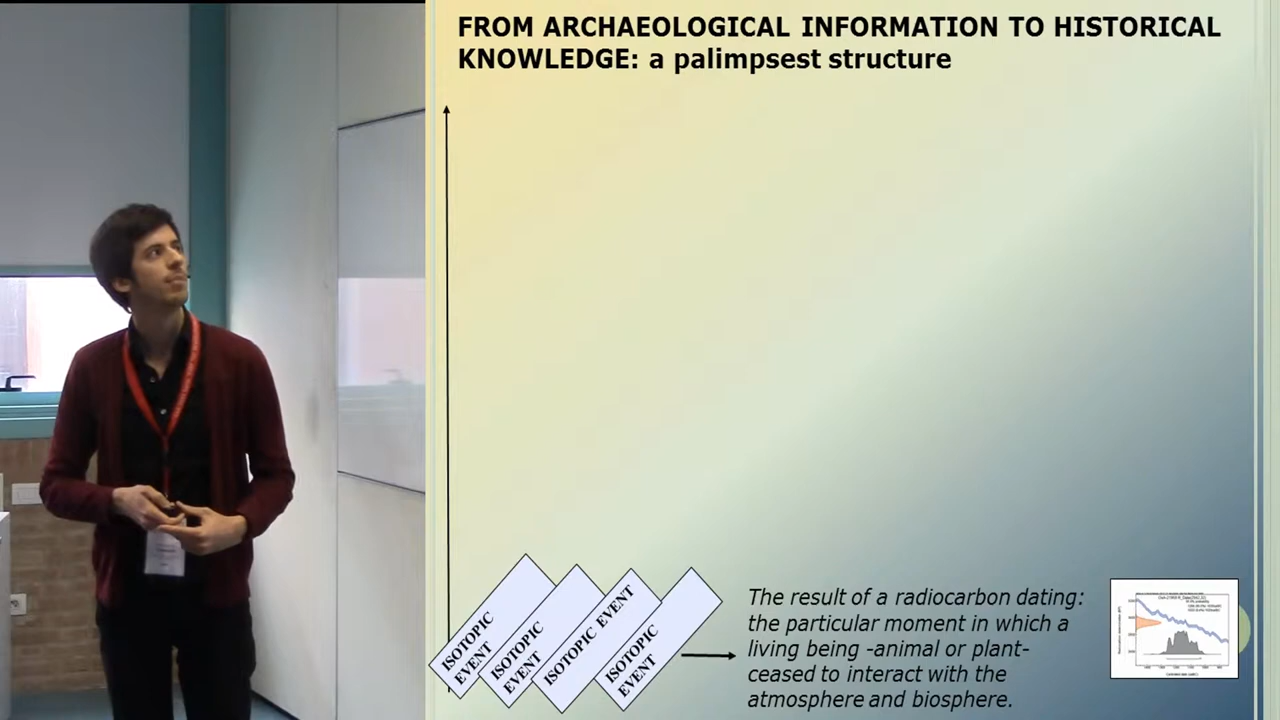 FROM ARCHAEOLOGICAL INFORMATION TO HISTORICAL
KNOWLEDGE: a palimpsest structure
ISOTOPIC
EVENT
ISOTOPIC
EVENT
ISOTOPIC EVENT
ISOTOPIC
EVENT
The result of a radiocarbon dating:
the particular moment in which a
living being -animal or plant-
ceased to interact with the
atmosphere and biosphere.